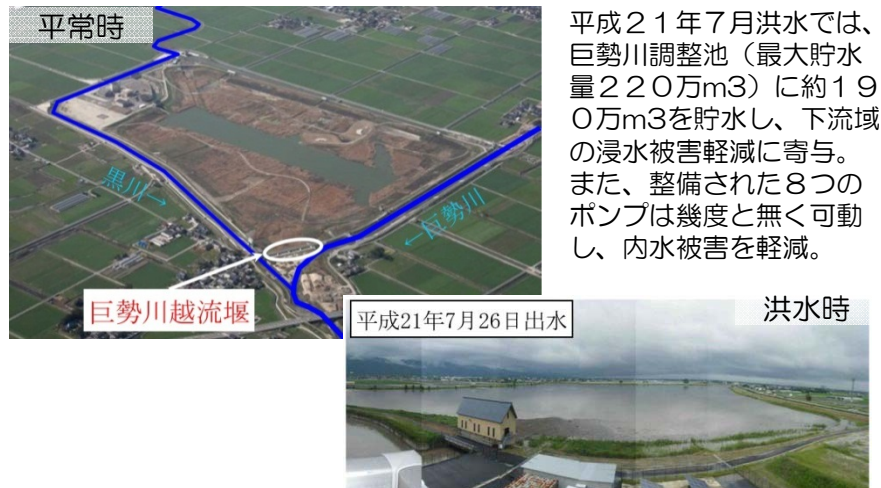 平常時
平成２１年７月洪水では、
巨勢川調整池（最大貯水
量２２０万m3）に約１９
０万m3を貯水し、下流域
の浸水被害軽減に寄与。
また、整備された８つの
ポンプは幾度と無く可動
し、内水被害を軽減。
黒川→
←巨勢川
巨勢川越流堰
平成21年7月26日出水
洪水時